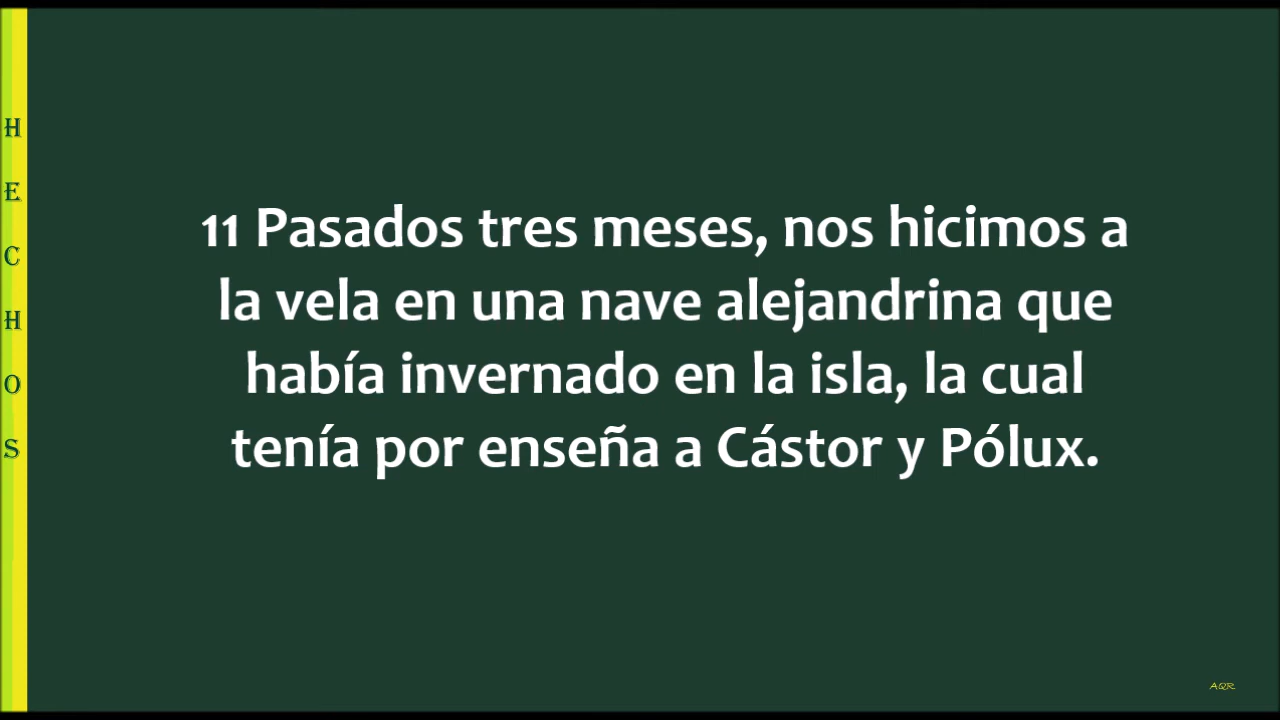 HECHOS
11 Pasados tres meses, nos hicimos a
la vela en una nave alejandrina que
había invernado en la isla, la cual
tenía por enseña a Cástor y Pólux.
AQR